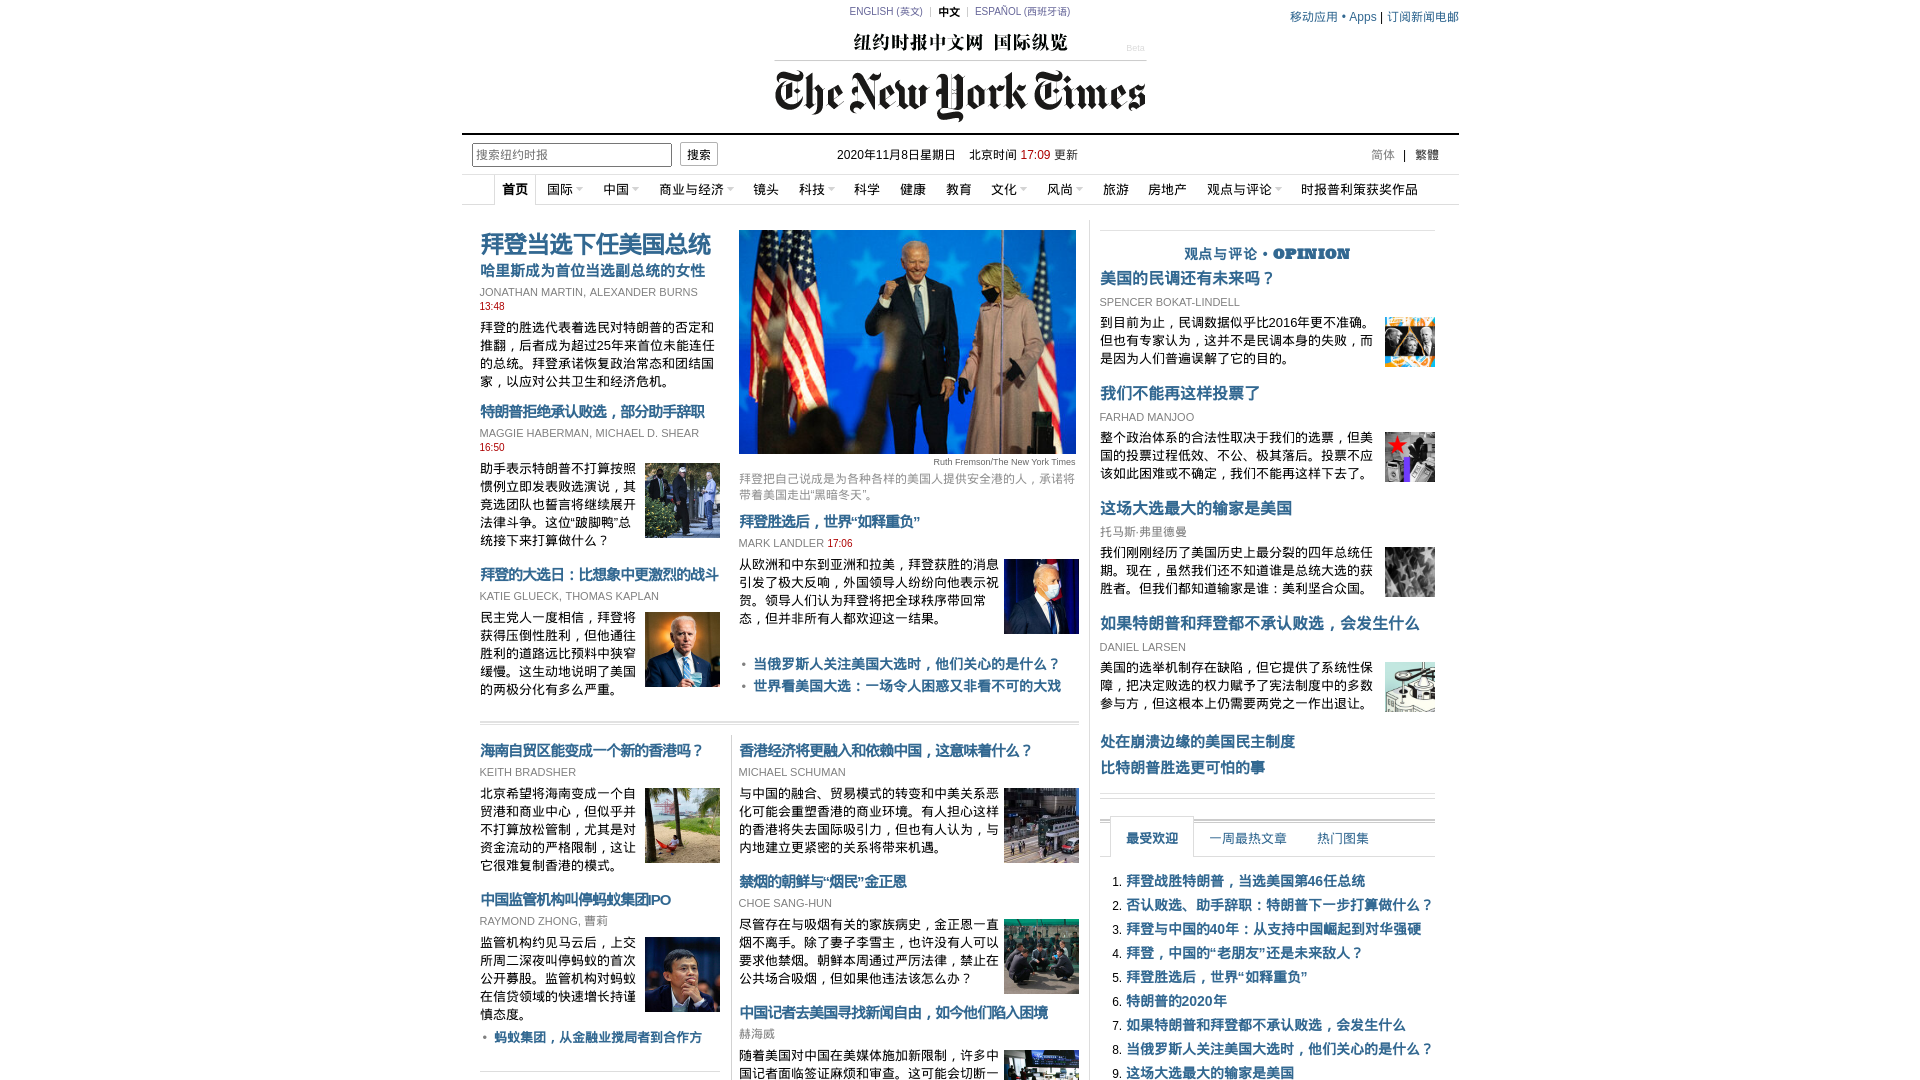 ENGLISH (英文)
中文
ESPAÑOL (西班牙语)
移动应用 • Apps | 订阅新闻电邮
纽约时报中文网 国际纵览
Beta
The New York Times
搜索纽约时报
搜索
2020年11月8日星期日 北京时间 17:09 更新
简体 | 繁體
首页 国际 中国 商业与经济 镜头 科技 科学 健康 教育 文化 风尚 旅游 房地产 观点与评论 时报普利策获奖作品
拜登当选下任美国总统
哈里斯成为首位当选副总统的女性
JONATHAN MARTIN, ALEXANDER BURNS
13:48
拜登的胜选代表着选民对特朗普的否定和
推翻，后者成为超过25年来首位未能连任
的总统。拜登承诺恢复政治常态和团结国
家，以应对公共卫生和经济危机。
特朗普拒绝承认败选，部分助手辞职
MAGGIE HABERMAN, MICHAEL D. SHEAR
16:50
助手表示特朗普不打算按照
惯例立即发表败选演说，其
竞选团队也誓言将继续展开
法律斗争。这位“跛脚鸭”总
统接下来打算做什么？
拜登的大选日：比想象中更激烈的战斗
KATIE GLUECK, THOMAS KAPLAN
民主党人一度相信，拜登将
获得压倒性胜利，但他通往
胜利的道路远比预料中狭窄
缓慢。这生动地说明了美国
的两极分化有多么严重。
Ruth Fremson/The New York Times
拜登把自己说成是为各种各样的美国人提供安全港的人，承诺将
带着美国走出“黑暗冬天”。
拜登胜选后，世界“如释重负”
MARK LANDLER 17:06
从欧洲和中东到亚洲和拉美，拜登获胜的消息
引发了极大反响，外国领导人纷纷向他表示祝
贺。领导人们认为拜登将把全球秩序带回常
态，但并非所有人都欢迎这一结果。
• 当俄罗斯人关注美国大选时，他们关心的是什么？
• 世界看美国大选：一场令人困惑又非看不可的大戏
海南自贸区能变成一个新的香港吗？
KEITH BRADSHER
北京希望将海南变成一个自
贸港和商业中心，但似乎并
不打算放松管制，尤其是对
资金流动的严格限制，这让
它很难复制香港的模式。
中国监管机构叫停蚂蚁集团IPO
RAYMOND ZHONG, 曹莉
监管机构约见马云后，上交
所周二深夜叫停蚂蚁的首次
公开募股。监管机构对蚂蚁
在信贷领域的快速增长持谨
慎态度。
• 蚂蚁集团，从金融业搅局者到合作方
香港经济将更融入和依赖中国，这意味着什么？
MICHAEL SCHUMAN
与中国的融合、贸易模式的转变和中美关系恶
化可能会重塑香港的商业环境。有人担心这样
的香港将失去国际吸引力，但也有人认为，与
内地建立更紧密的关系将带来机遇。
禁烟的朝鲜与“烟民”金正恩
CHOE SANG-HUN
尽管存在与吸烟有关的家族病史，金正恩一直
烟不离手。除了妻子李雪主，也许没有人可以
要求他禁烟。朝鲜本周通过严厉法律，禁止在
公共场合吸烟，但如果他违法该怎么办？
中国记者去美国寻找新闻自由，如今他们陷入困境
赫海威
随着美国对中国在美媒体施加新限制，许多中
国记者面临签证麻烦和审查。这可能会切断一
观点与评论 • OPINION
美国的民调还有未来吗？
SPENCER BOKAT-LINDELL
到目前为止，民调数据似乎比2016年更不准确。
但也有专家认为，这并不是民调本身的失败，而
是因为人们普遍误解了它的目的。
我们不能再这样投票了
FARHAD MANJOO
整个政治体系的合法性取决于我们的选票，但美
国的投票过程低效、不公、极其落后。投票不应
该如此困难或不确定，我们不能再这样下去了。
这场大选最大的输家是美国
托马斯·弗里德曼
我们刚刚经历了美国历史上最分裂的四年总统任
期。现在，虽然我们还不知道谁是总统大选的获
胜者。但我们都知道输家是谁：美利坚合众国。
如果特朗普和拜登都不承认败选，会发生什么
DANIEL LARSEN
美国的选举机制存在缺陷，但它提供了系统性保
障，把决定败选的权力赋予了宪法制度中的多数
参与方，但这根本上仍需要两党之一作出退让。
处在崩溃边缘的美国民主制度
比特朗普胜选更可怕的事
最受欢迎 一周最热文章 热门图集
1. 拜登战胜特朗普，当选美国第46任总统
2. 否认败选、助手辞职：特朗普下一步打算做什么？
3. 拜登与中国的40年：从支持中国崛起到对华强硬
4. 拜登，中国的“老朋友”还是未来敌人？
5. 拜登胜选后，世界“如释重负”
6. 特朗普的2020年
7. 如果特朗普和拜登都不承认败选，会发生什么
8. 当俄罗斯人关注美国大选时，他们关心的是什么？
9. 这场大选最大的输家是美国